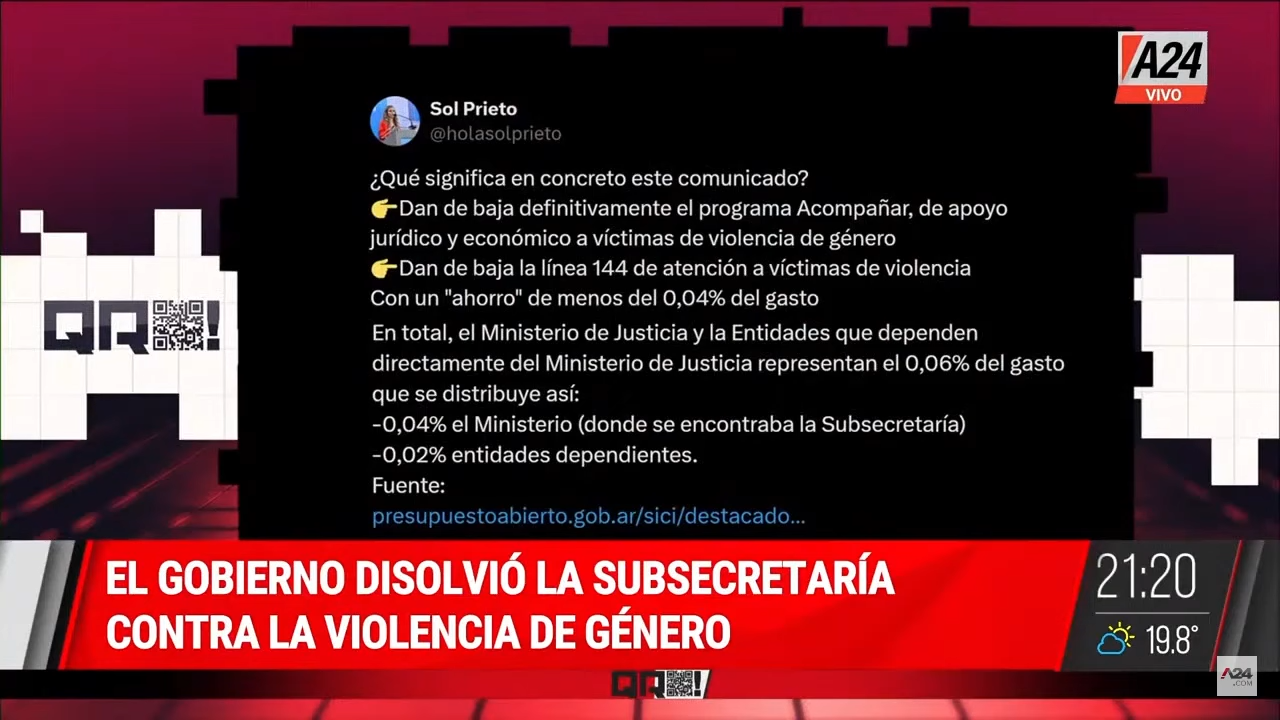 A24
VIVO
Sol Prieto
@holasolprieto
¿Qué significa en concreto este comunicado?
👉Dan de baja definitivamente el programa Acompañar, de apoyo
jurídico y económico a víctimas de violencia de género
👉Dan de baja la línea 144 de atención a víctimas de violencia
Con un "ahorro" de menos del 0,04% del gasto
En total, el Ministerio de Justicia y la Entidades que dependen
directamente del Ministerio de Justicia representan el 0,06% del gasto
que se distribuye así:
-0,04% el Ministerio (donde se encontraba la Subsecretaría)
-0,02% entidades dependientes.
Fuente:
presupuestoabierto.gob.ar/sici/destacado...
QR!
EL GOBIERNO DISOLVIÓ LA SUBSECRETARÍA
CONTRA LA VIOLENCIA DE GÉNERO
21:20
19.8°
QR!
A24
.COM